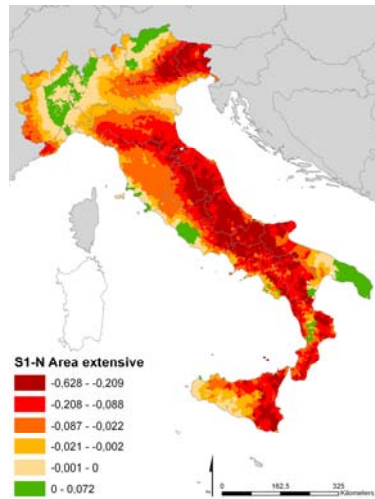 S1-N Area extensive
-0,628 - -0,209
-0,208 - -0,088
-0,087 - -0,022
-0,021 - -0,002
-0,001 - 0
0 - 0,072
0 162,5 325
Kilometers